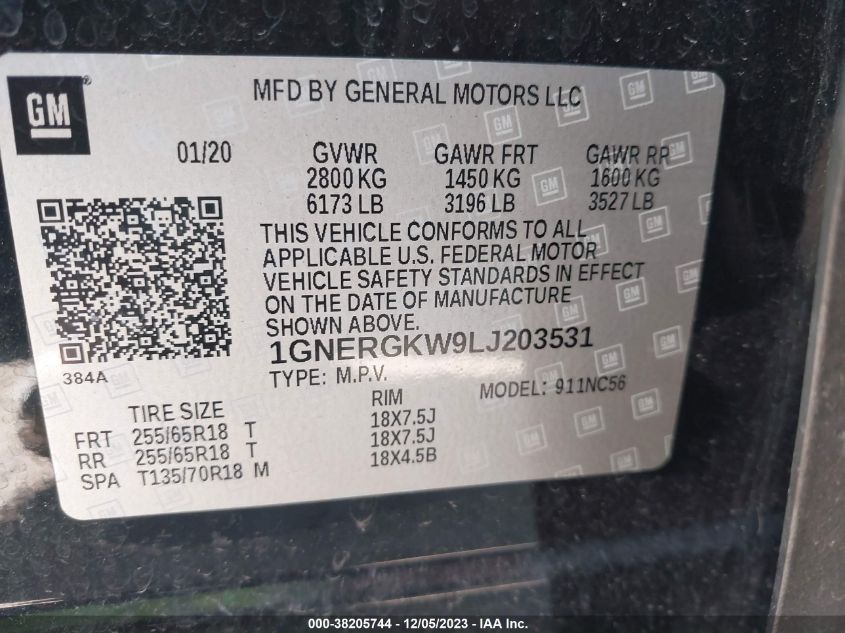 GM
MFD BY GENERAL MOTORS LLC
01/20 GVWR GAWR FRT GAWR RR
2800 KG 1450 KG 1600 KG
6173 LB 3196 LB 3527 LB
THIS VEHICLE CONFORMS TO ALL
APPLICABLE U.S. FEDERAL MOTOR
VEHICLE SAFETY STANDARDS IN EFFECT
ON THE DATE OF MANUFACTURE
SHOWN ABOVE.
1GNERGKW9LJ203531
384A
TYPE: M.P.V. MODEL: 911NC56
TIRE SIZE RIM
FRT 255/65R18 T 18X7.5J
RR 255/65R18 T 18X7.5J
SPA T135/70R18 M 18X4.5B
000-38205744 - 12/05/2023 - IAA Inc.